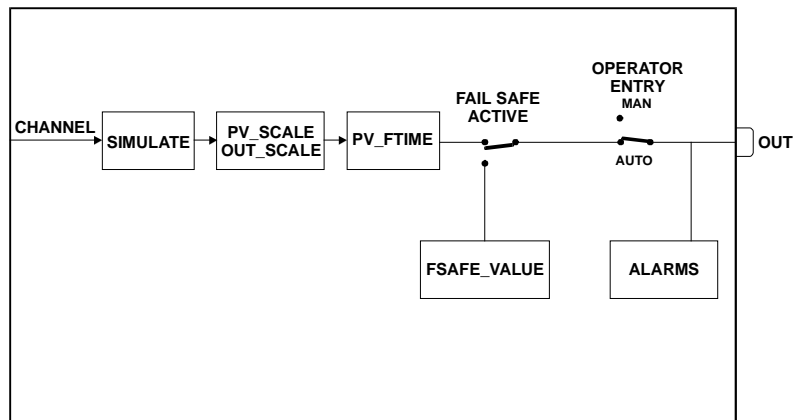 CHANNEL
SIMULATE
PV_SCALE
OUT_SCALE
PV_FTIME
FAIL SAFE
ACTIVE
FSAFE_VALUE
OPERATOR
ENTRY
MAN
AUTO
ALARMS
OUT